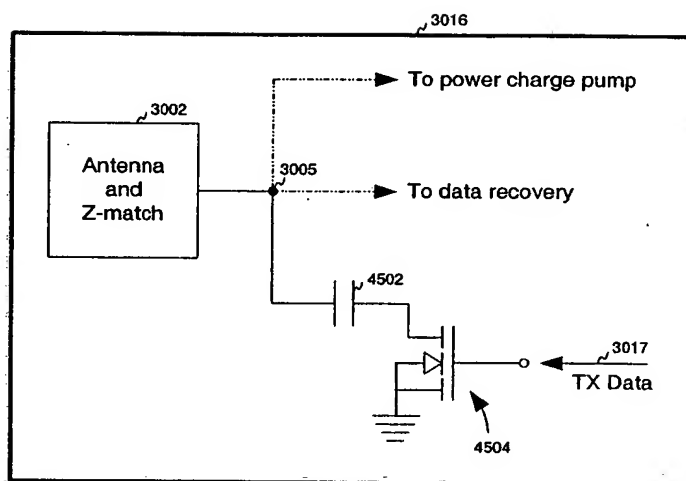 3016
To power charge pump
3002
Antenna
and
Z-match
3005
To data recovery
4502
3017
TX Data
4504